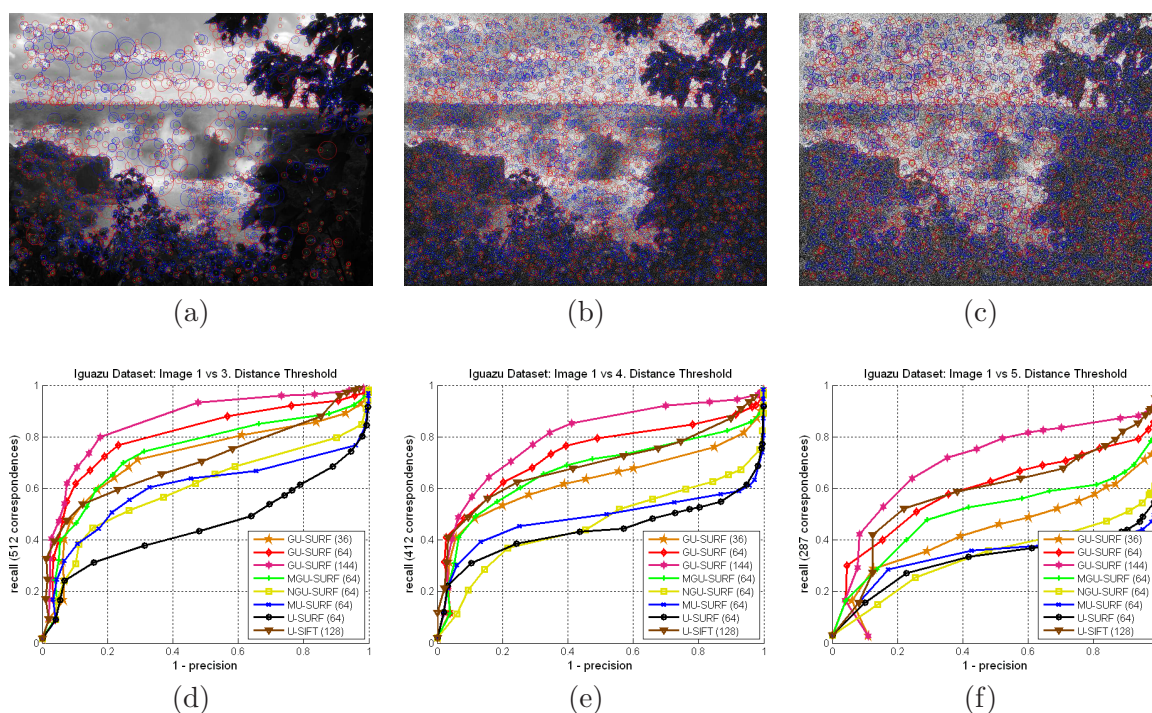 (a)
(b)
(c)
Iguazu Dataset: Image 1 vs 3. Distance Threshold
1
0.8
0.6
0.4
0.2
0
recall (512 correspondences)
GU-SURF (36)
GU-SURF (64)
GU-SURF (144)
MGU-SURF (64)
NGU-SURF (64)
MU-SURF (64)
U-SURF (64)
U-SIFT (128)
0
0.2
0.4
0.6
0.8
1
1 - precision
(d)
Iguazu Dataset: Image 1 vs 4. Distance Threshold
1
0.8
0.6
0.4
0.2
0
recall (412 correspondences)
GU-SURF (36)
GU-SURF (64)
GU-SURF (144)
MGU-SURF (64)
NGU-SURF (64)
MU-SURF (64)
U-SURF (64)
U-SIFT (128)
0
0.2
0.4
0.6
0.8
1
1 - precision
(e)
Iguazu Dataset: Image 1 vs 5. Distance Threshold
1
0.8
0.6
0.4
0.2
0
recall (287 correspondences)
GU-SURF (36)
GU-SURF (64)
GU-SURF (144)
MGU-SURF (64)
NGU-SURF (64)
MU-SURF (64)
U-SURF (64)
U-SIFT (128)
0
0.2
0.4
0.6
0.8
1 - precision
(f)